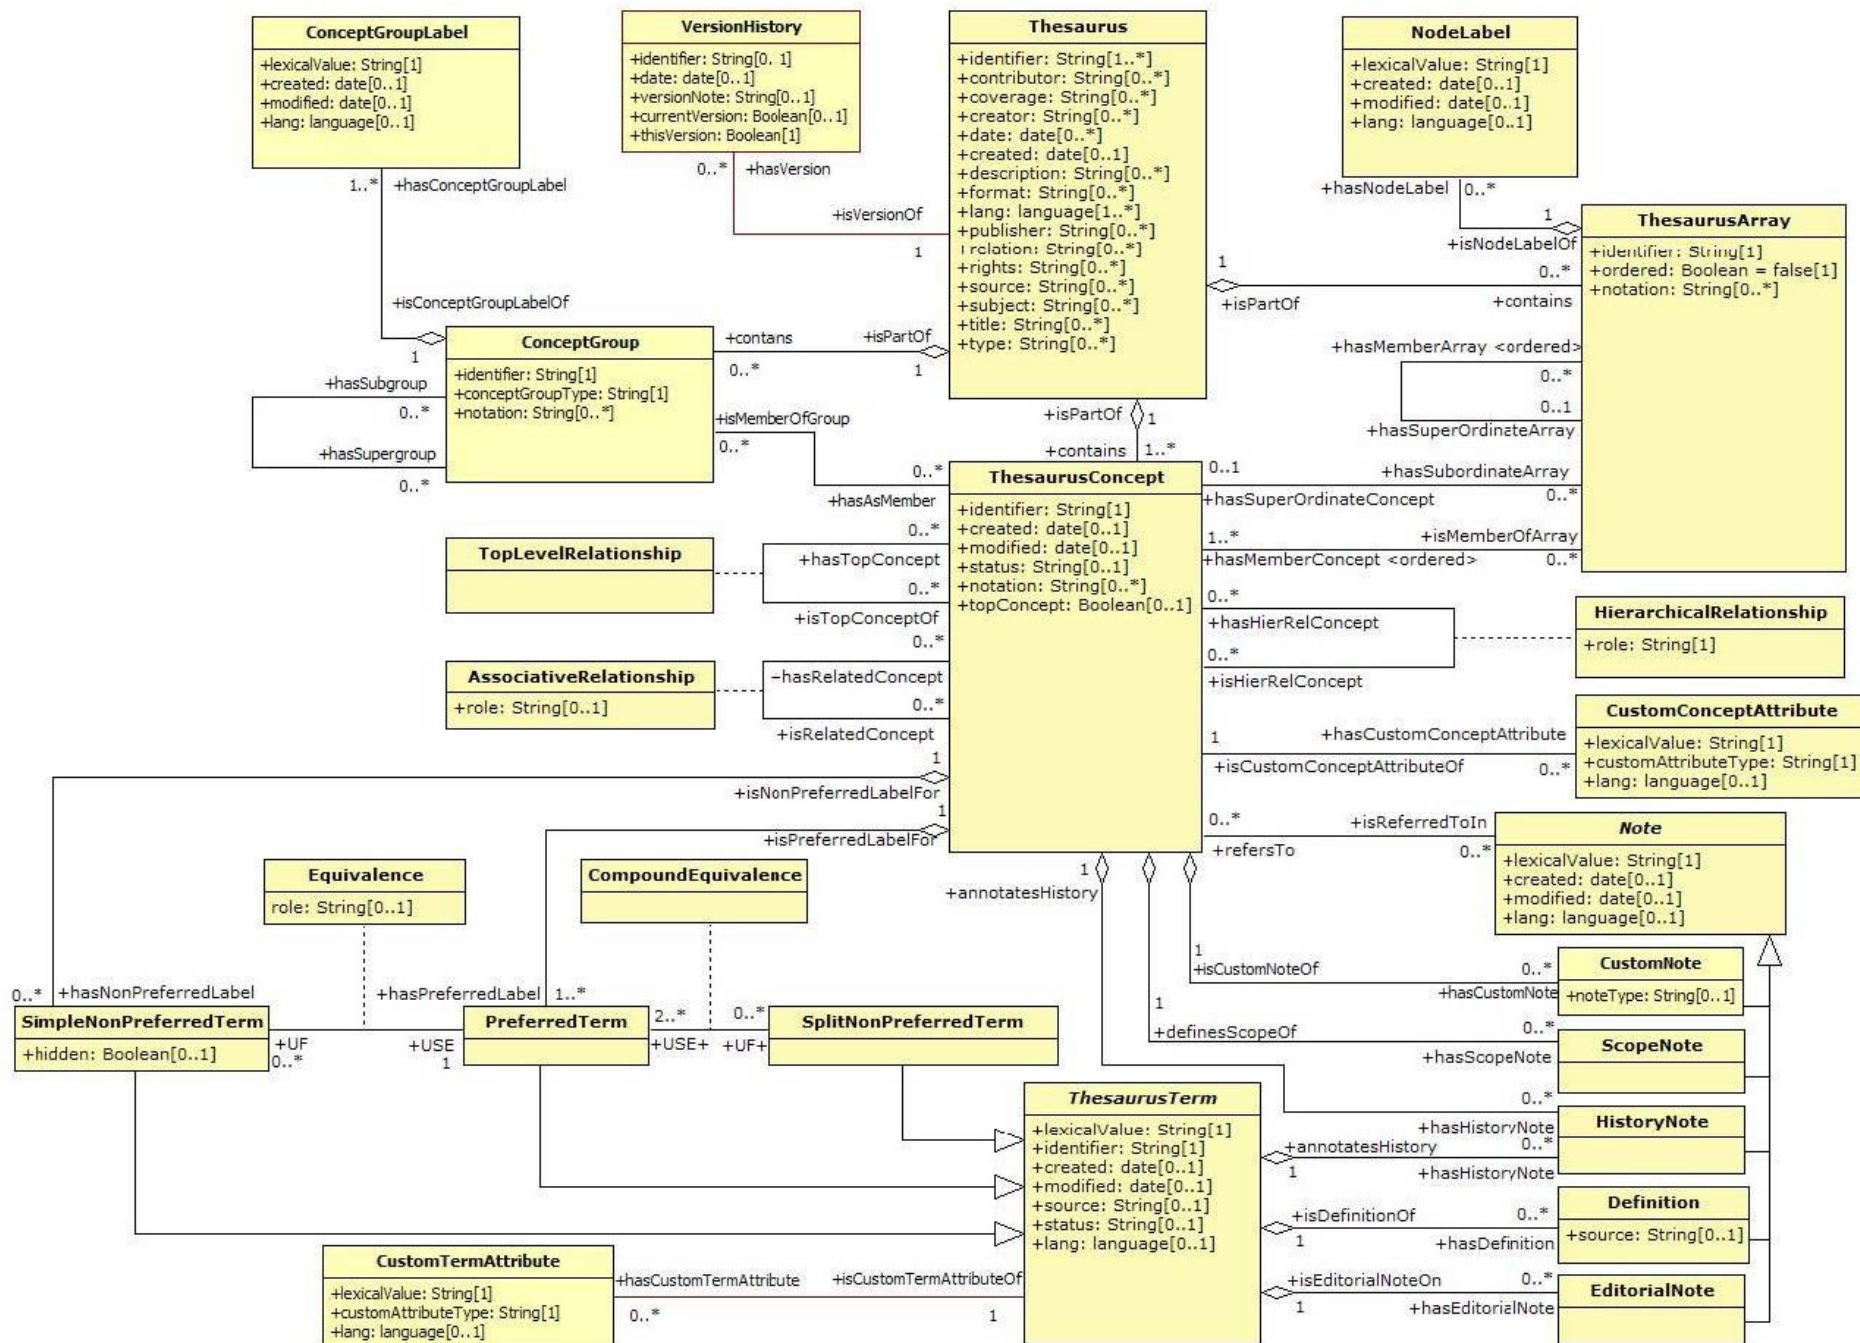 ConceptGroupLabel
+lexicalValue: String[1]
+created: date[0..1]
+modified: date[0..1]
+lang: language[0..1]
VersionHistory
+identifier: String[0. 1]
+date: date[0..1]
+versionNote: String[0..1]
+currentVersion: Boolean[0..1]
+thisVersion: Boolean[1]
Thesaurus
+identifier: String[1..*]
+contributor: String[0..*]
+coverage: String[0..*]
+creator: String[0..*]
+date: date[0..*]
+created: date[0..1]
+description: String[0..*]
+format: String[0..*]
+lang: language[1..*]
+publisher: String[0..*]
+relation: String[0..*]
+rights: String[0..*]
+source: String[0..*]
+subject: String[0..*]
+title: String[0..*]
+type: String[0..*]
NodeLabel
+lexicalValue: String[1]
+created: date[0..1]
+modified: date[0..1]
+lang: language[0..1]
1..* +hasConceptGroupLabel
0..* +hasVersion
+isVersionOf
1
+hasNodeLabel 0..*
1
+isNodeLabelOf
ThesaurusArray
+identifier: String[1]
+ordered: Boolean = false[1]
+notation: String[0..*]
1
+isPartOf
0..*
+contains
+isConceptGroupLabelOf
1
ConceptGroup
+identifier: String[1]
+conceptGroupType: String[1]
+notation: String[0..*]
+contans
0..*
+isPartOf
1
+hasSubgroup
0..*
+hasSupergroup
0..*
+hasMemberArray <ordered>
0..*
0..1
+hasSuperOrdinateArray
+isPartOf 1
+contains 1..*
+isMemberOfGroup
0..*
0..*
+hasAsMember
ThesaurusConcept
+identifier: String[1]
+created: date[0..1]
+modified: date[0..1]
+status: String[0..1]
+notation: String[0..*]
+topConcept: Boolean[0..1]
0..1
+hasSuperOrdinateConcept
+hasSubordinateArray
0..*
1..*
+hasMemberConcept <ordered>
+isMemberOfArray
0..*
TopLevelRelationship
0..*
+hasTopConcept
0..*
+isTopConceptOf
0..*
+hasHierRelConcept
0..*
+isHierRelConcept
HierarchicalRelationship
+role: String[1]
AssociativeRelationship
+role: String[0..1]
0..*
-hasRelatedConcept
0..*
+isRelatedConcept
1
+isCustomConceptAttributeOf
+hasCustomConceptAttribute
0..*
CustomConceptAttribute
+lexicalValue: String[1]
+customAttributeType: String[1]
+lang: language[0..1]
1
+isNonPreferredLabelFor
1
+isPreferredLabelFor
0..*
+refersTo
+isReferredToIn
0..*
Note
+lexicalValue: String[1]
+created: date[0..1]
+modified: date[0..1]
+lang: language[0..1]
Equivalence
role: String[0..1]
CompoundEquivalence
1
+annotatesHistory
1
+isCustomNoteOf
0..*
+hasCustomNote
CustomNote
+noteType: String[0..1]
0..* +hasNonPreferredLabel
+hasPreferredLabel 1..*
SimpleNonPreferredTerm
+hidden: Boolean[0..1]
+UF
0..*
+USE
1
PreferredTerm
2..*
+USE+
0..*
+UF+
SplitNonPreferredTerm
1
+definesScopeOf
0..*
+hasScopeNote
ScopeNote
0..*
+hasHistoryNote
HistoryNote
ThesaurusTerm
+lexicalValue: String[1]
+identifier: String[1]
+created: date[0..1]
+modified: date[0..1]
+source: String[0..1]
+status: String[0..1]
+lang: language[0..1]
+annotatesHistory
1
0..*
+hasHistoryNote
+isDefinitionOf
1
0..*
+hasDefinition
Definition
+source: String[0..1]
+isEditorialNoteOn
1
0..*
+hasEditorialNote
EditorialNote
CustomTermAttribute
+lexicalValue: String[1]
+customAttributeType: String[1]
+lang: language[0..1]
+hasCustomTermAttribute
0..*
+isCustomTermAttributeOf
1